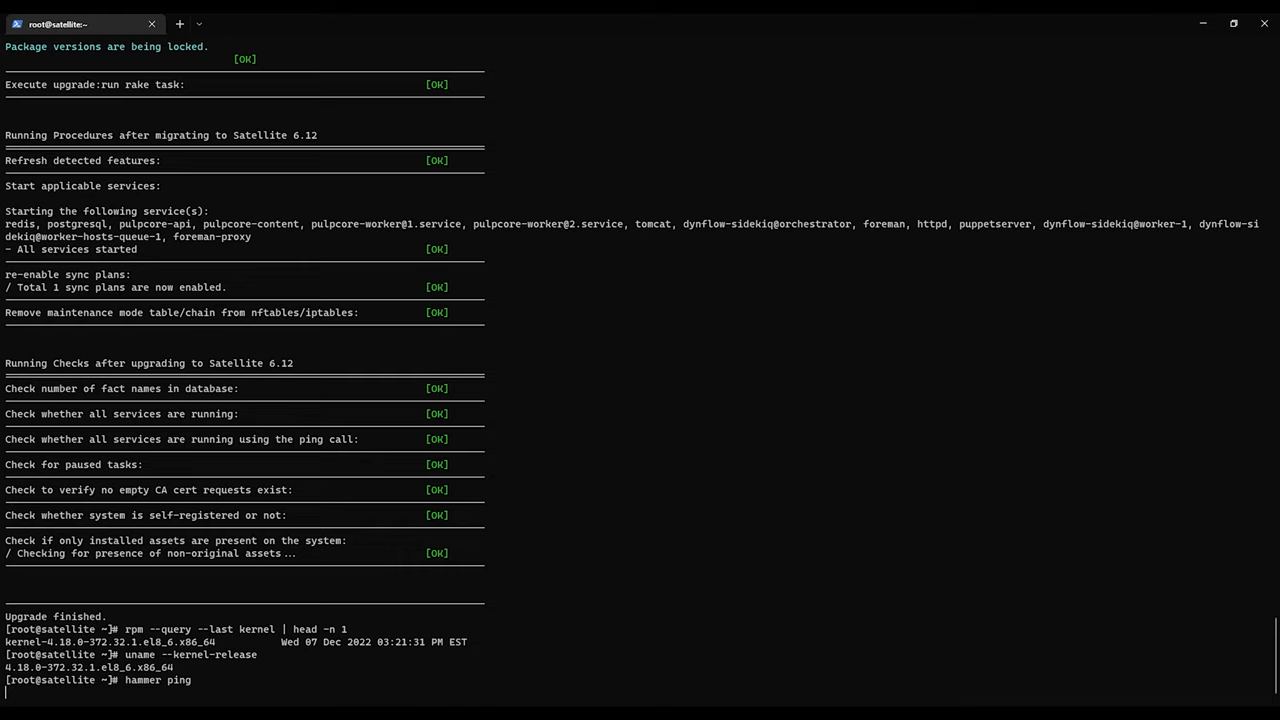 root@satellite:~
Package versions are being locked.
[OK]
Execute upgrade:run rake task: [OK]
Running Procedures after migrating to Satellite 6.12
Refresh detected features: [OK]
Start applicable services:
Starting the following service(s):
redis, postgresql, pulpcore-api, pulpcore-content, pulpcore-worker@1.service, pulpcore-worker@2.service, tomcat, dynflow-sidekiq@orchestrator, foreman, httpd, puppetserver, dynflow-sidekiq@worker-1, dynflow-si
dekiq@worker-hosts-queue-1, foreman-proxy
- All services started [OK]
re-enable sync plans:
/ Total 1 sync plans are now enabled. [OK]
Remove maintenance mode table/chain from nftables/iptables: [OK]
Running Checks after upgrading to Satellite 6.12
Check number of fact names in database: [OK]
Check whether all services are running: [OK]
Check whether all services are running using the ping call: [OK]
Check for paused tasks: [OK]
Check to verify no empty CA cert requests exist: [OK]
Check whether system is self-registered or not: [OK]
Check if only installed assets are present on the system:
/ Checking for presence of non-original assets... [OK]
Upgrade finished.
[root@satellite ~]# rpm --query --last kernel | head -n 1
kernel-4.18.0-372.32.1.el8_6.x86_64 Wed 07 Dec 2022 03:21:31 PM EST
[root@satellite ~]# uname --kernel-release
4.18.0-372.32.1.el8_6.x86_64
[root@satellite ~]# hammer ping